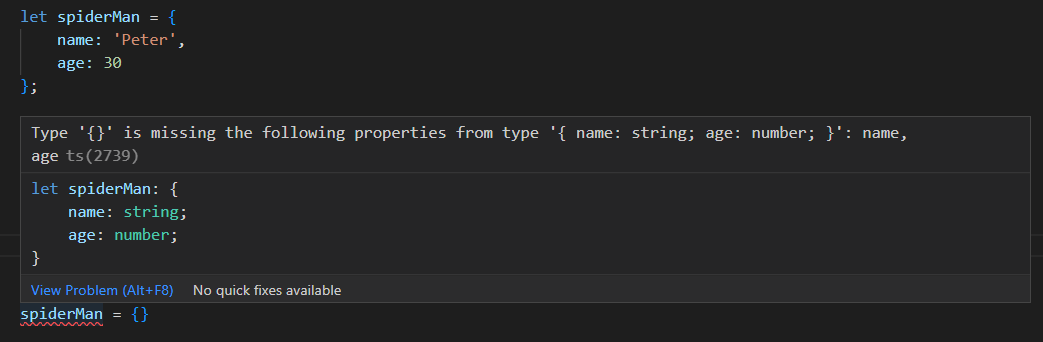 let spiderMan = {
    name: 'Peter',
    age: 30
};
Type '{}' is missing the following properties from type '{ name: string; age: number; }': name,
age ts(2739)
let spiderMan: {
    name: string;
    age: number;
}
View Problem (Alt+F8) No quick fixes available
spiderMan = {}